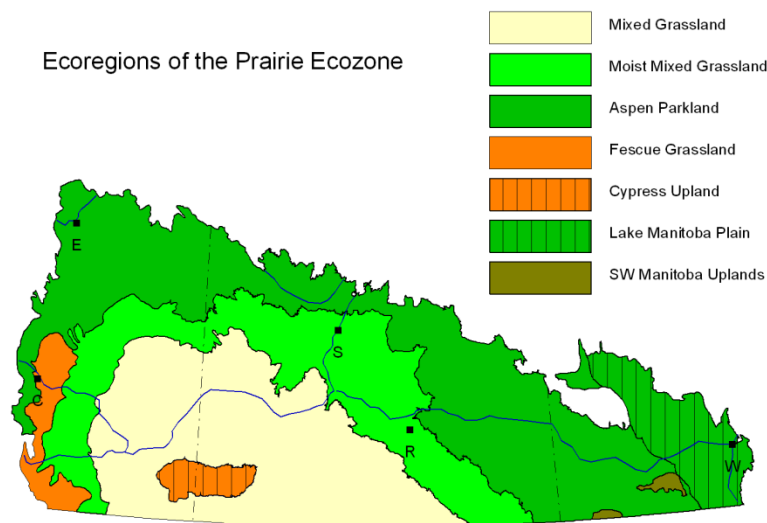 Ecoregions of the Prairie Ecozone
Mixed Grassland
Moist Mixed Grassland
Aspen Parkland
Fescue Grassland
Cypress Upland
Lake Manitoba Plain
SW Manitoba Uplands
E
S
C
R
W